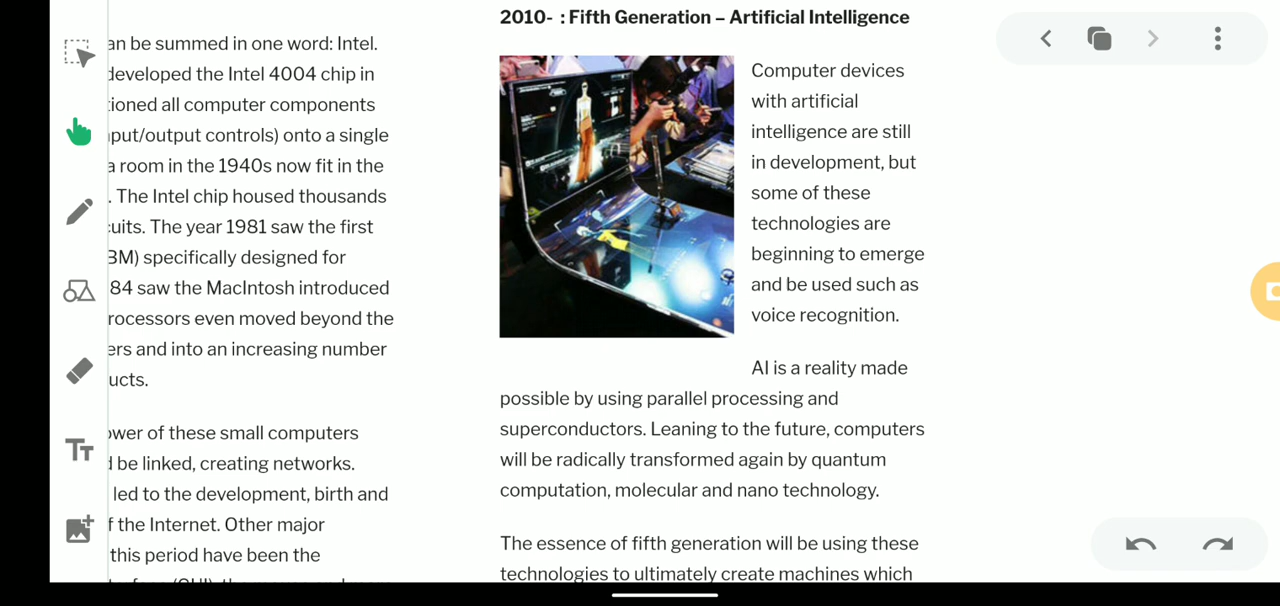 an be summed in one word: Intel.
developed the Intel 4004 chip in
ioned all computer components
put/output controls) onto a single
a room in the 1940s now fit in the
. The Intel chip housed thousands
uits. The year 1981 saw the first
BM) specifically designed for
84 saw the MacIntosh introduced
rocessors even moved beyond the
ers and into an increasing number
ucts.
ower of these small computers
d be linked, creating networks.
led to the development, birth and
f the Internet. Other major
this period have been the
2010- : Fifth Generation – Artificial Intelligence
Computer devices
with artificial
intelligence are still
in development, but
some of these
technologies are
beginning to emerge
and be used such as
voice recognition.
AI is a reality made
possible by using parallel processing and
superconductors. Leaning to the future, computers
will be radically transformed again by quantum
computation, molecular and nano technology.
The essence of fifth generation will be using these
technologies to ultimately create machines which
Tт